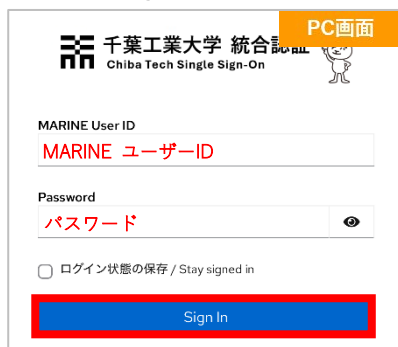 PC画面
千葉工業大学 統合認証
Chiba Tech Single Sign-On
MARINE User ID
MARINE ユーザーID
Password
パスワード
ログイン状態の保存 / Stay signed in
Sign In